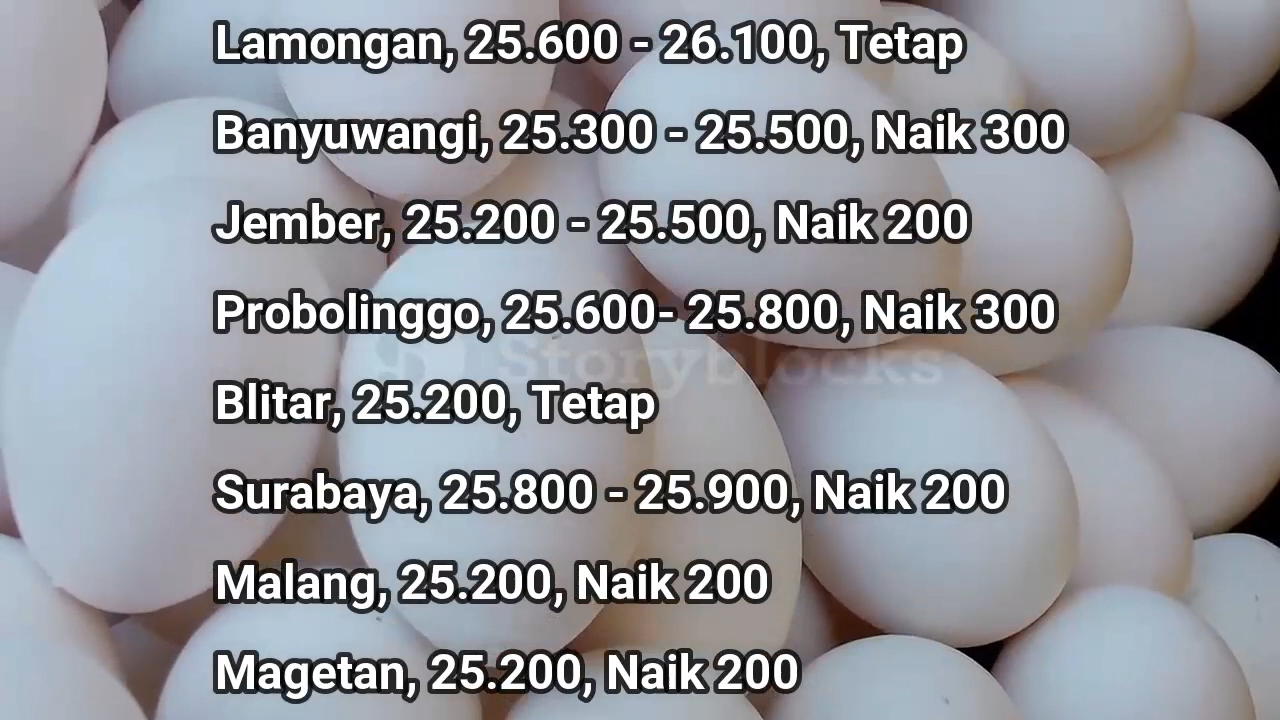 Lamongan, 25.600 - 26.100, Tetap
Banyuwangi, 25.300 - 25.500, Naik 300
Jember, 25.200 - 25.500, Naik 200
Probolinggo, 25.600- 25.800, Naik 300
Storyblocks
Blitar, 25.200, Tetap
Surabaya, 25.800 - 25.900, Naik 200
Malang, 25.200, Naik 200
Magetan, 25.200, Naik 200